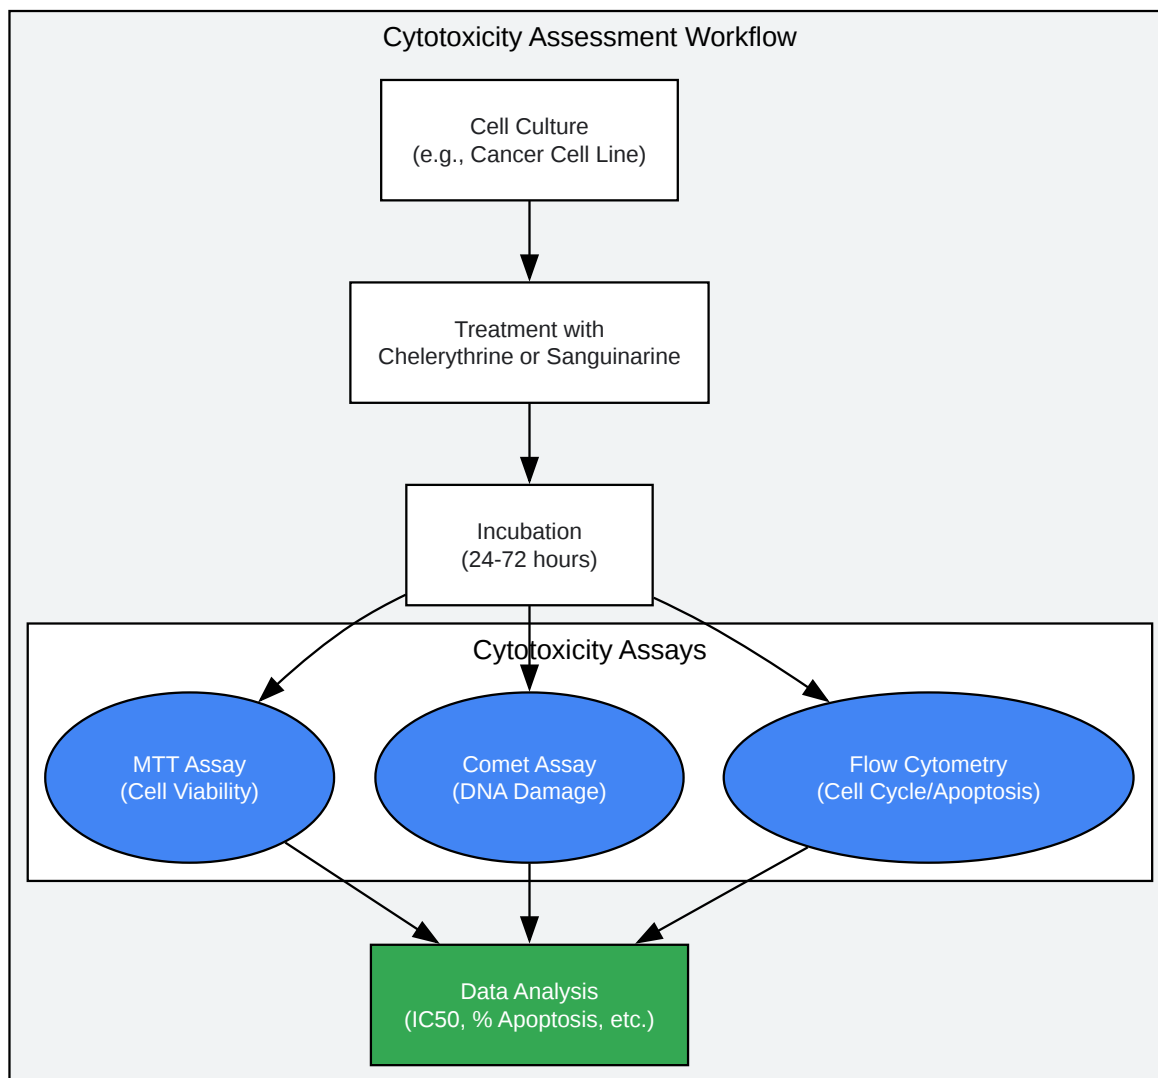 Cytotoxicity Assessment Workflow
Cell Culture
(e.g., Cancer Cell Line)
Treatment with
Chelerythrine or Sanguinarine
Incubation
(24-72 hours)
Cytotoxicity Assays
MTT Assay
(Cell Viability)
Comet Assay
(DNA Damage)
Flow Cytometry
(Cell Cycle/Apoptosis)
Data Analysis
(IC50, % Apoptosis, etc.)